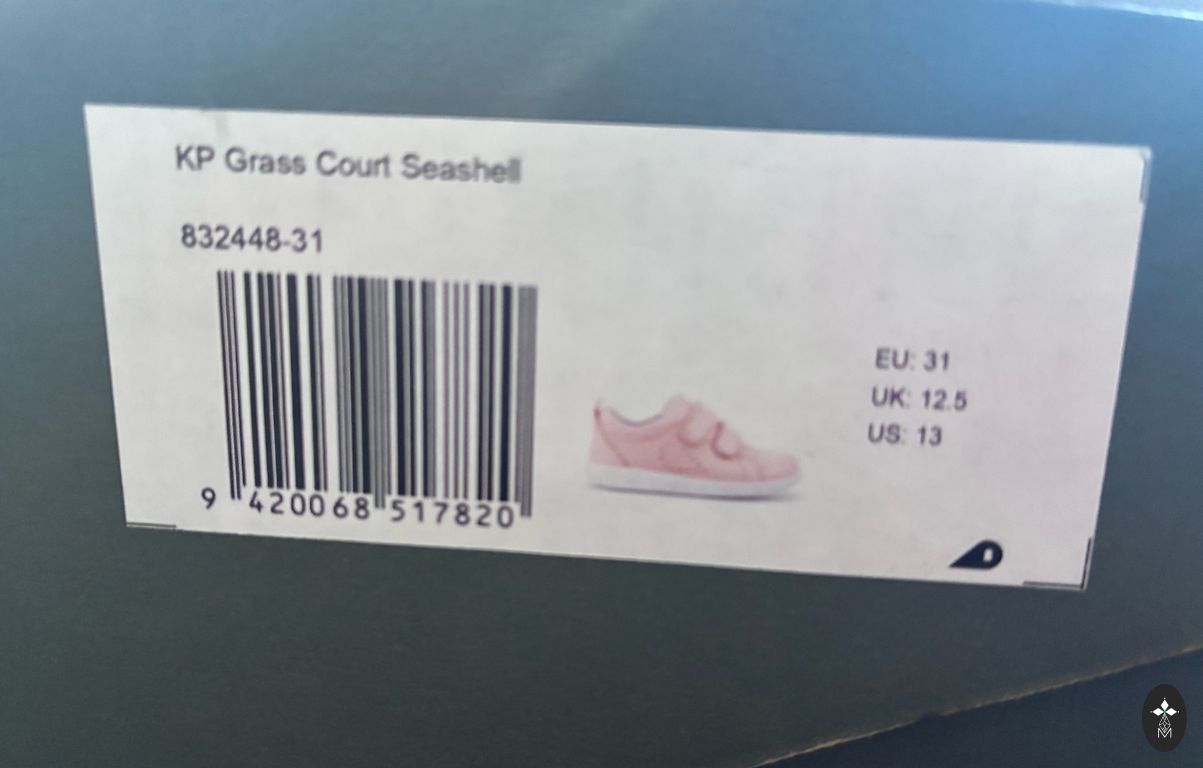 KP Grass Court Seashell
832448-31
9 420068 517820
EU: 31
UK: 12.5
US: 13
M